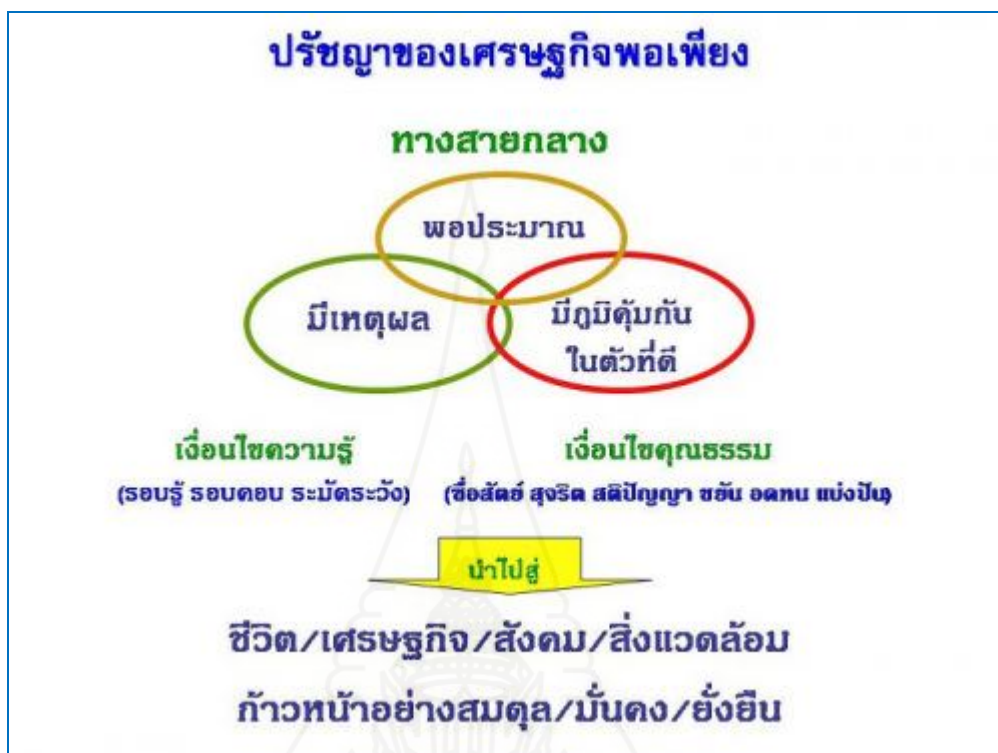 ปรัชญาของเศรษฐกิจพอเพียง
ทางสายกลาง
พอประมาณ
มีเหตุผล
มีภูมิคุ้มกัน
ในตัวที่ดี
เงื่อนไขความรู้
(รอบรู้ รอบคอบ ระมัดระวัง)
เงื่อนไขคุณธรรม
(ซื่อสัตย์ สุจริต สติปัญญา ขยัน อดทน แบ่งปัน)
นำไปสู่
ชีวิต/เศรษฐกิจ/สังคม/สิ่งแวดล้อม
ก้าวหน้าอย่างสมดุล/มั่นคง/ยั่งยืน